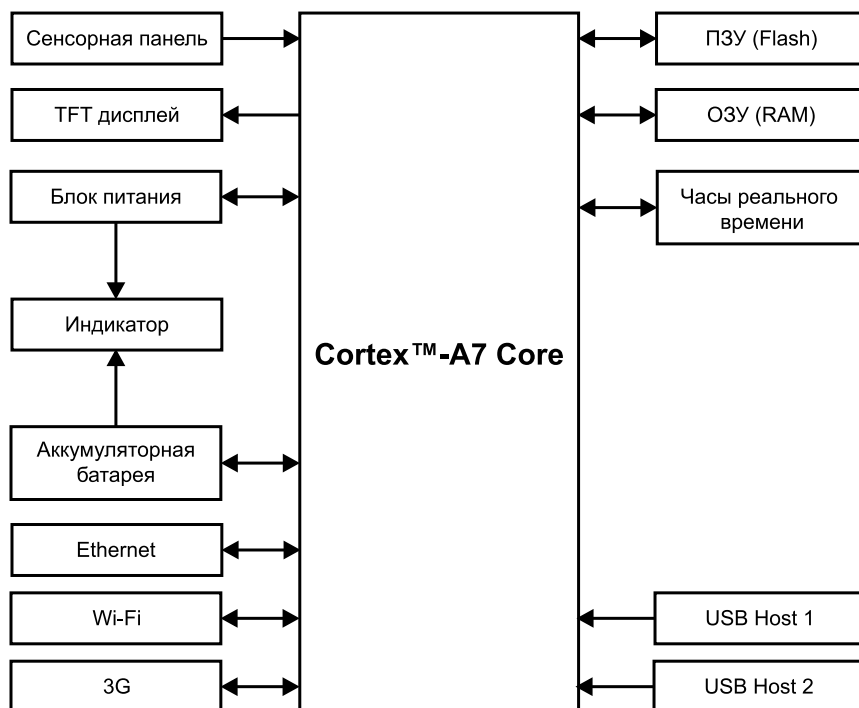 Сенсорная панель
TFT дисплей
Блок питания
Индикатор
Аккумуляторная
батарея
Ethernet
Wi-Fi
3G
Cortex™-A7 Core
ПЗУ (Flash)
ОЗУ (RAM)
Часы реального
времени
USB Host 1
USB Host 2